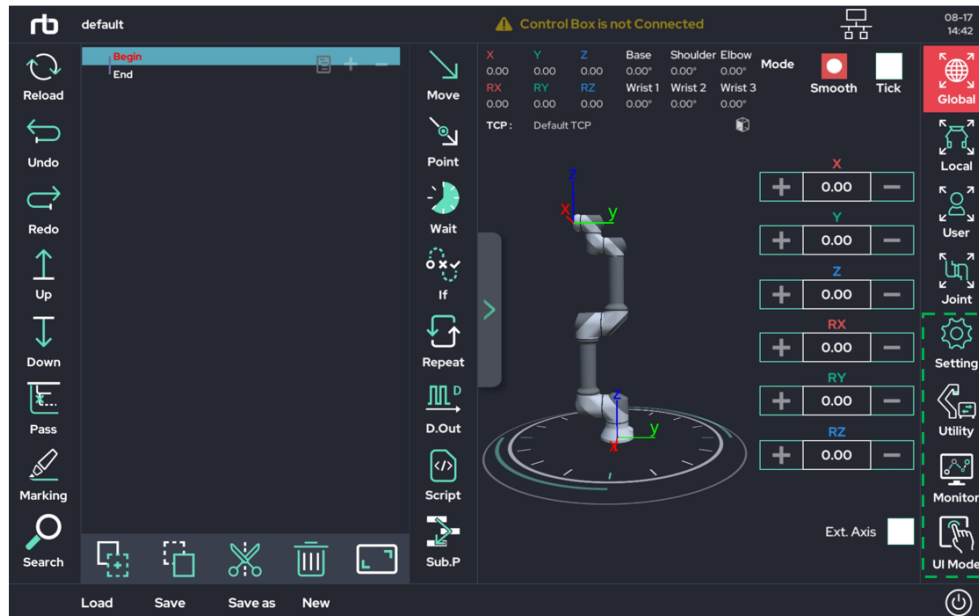 rb
default
Control Box is not Connected
08-17
14:42
Reload
Undo
Redo
Up
Down
Pass
Marking
Search
Begin
End
Move
Point
Wait
If
Repeat
D
D.Out
Script
Sub.P
X Y Z Base Shoulder Elbow
0.00 0.00 0.00 0.00° 0.00° 0.00°
RX RY RZ Wrist 1 Wrist 2 Wrist 3
0.00 0.00 0.00 0.00° 0.00° 0.00°
TCP : Default TCP
Mode
Smooth
Tick
z
x y
z
y
x
X
+ 0.00 −
Y
+ 0.00 −
Z
+ 0.00 −
RX
+ 0.00 −
RY
+ 0.00 −
RZ
+ 0.00 −
Ext. Axis
Global
Local
User
Joint
Setting
Utility
Monitor
UI Mode
Load Save Save as New